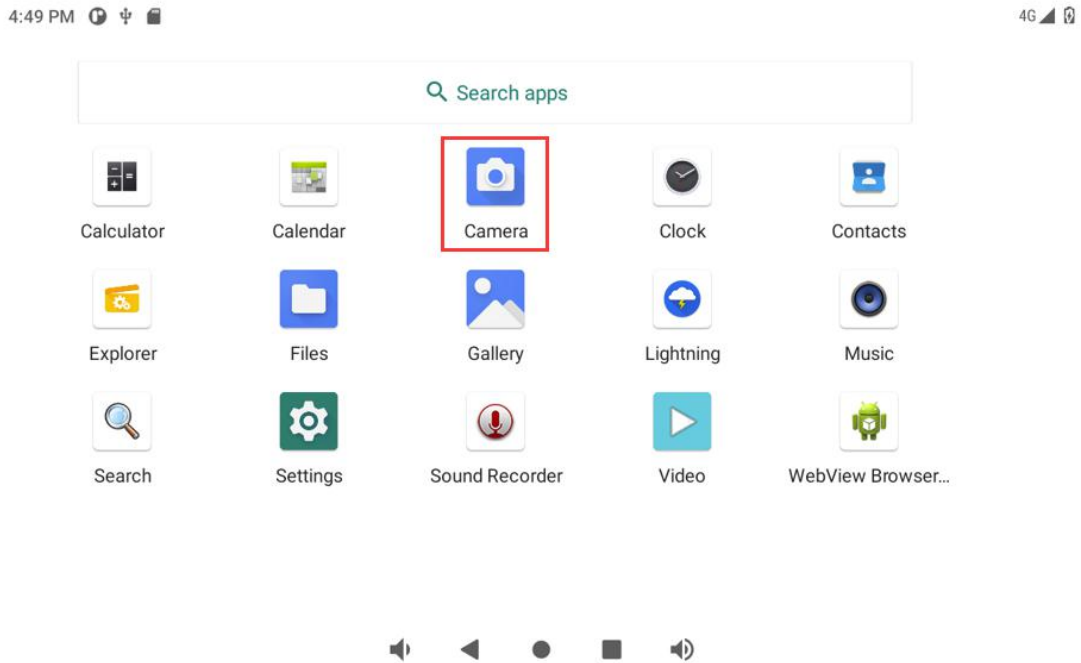 4:49 PM
4G
Search apps
Calculator
Calendar
Camera
Clock
Contacts
Explorer
Files
Gallery
Lightning
Music
Search
Settings
Sound Recorder
Video
WebView Browser...